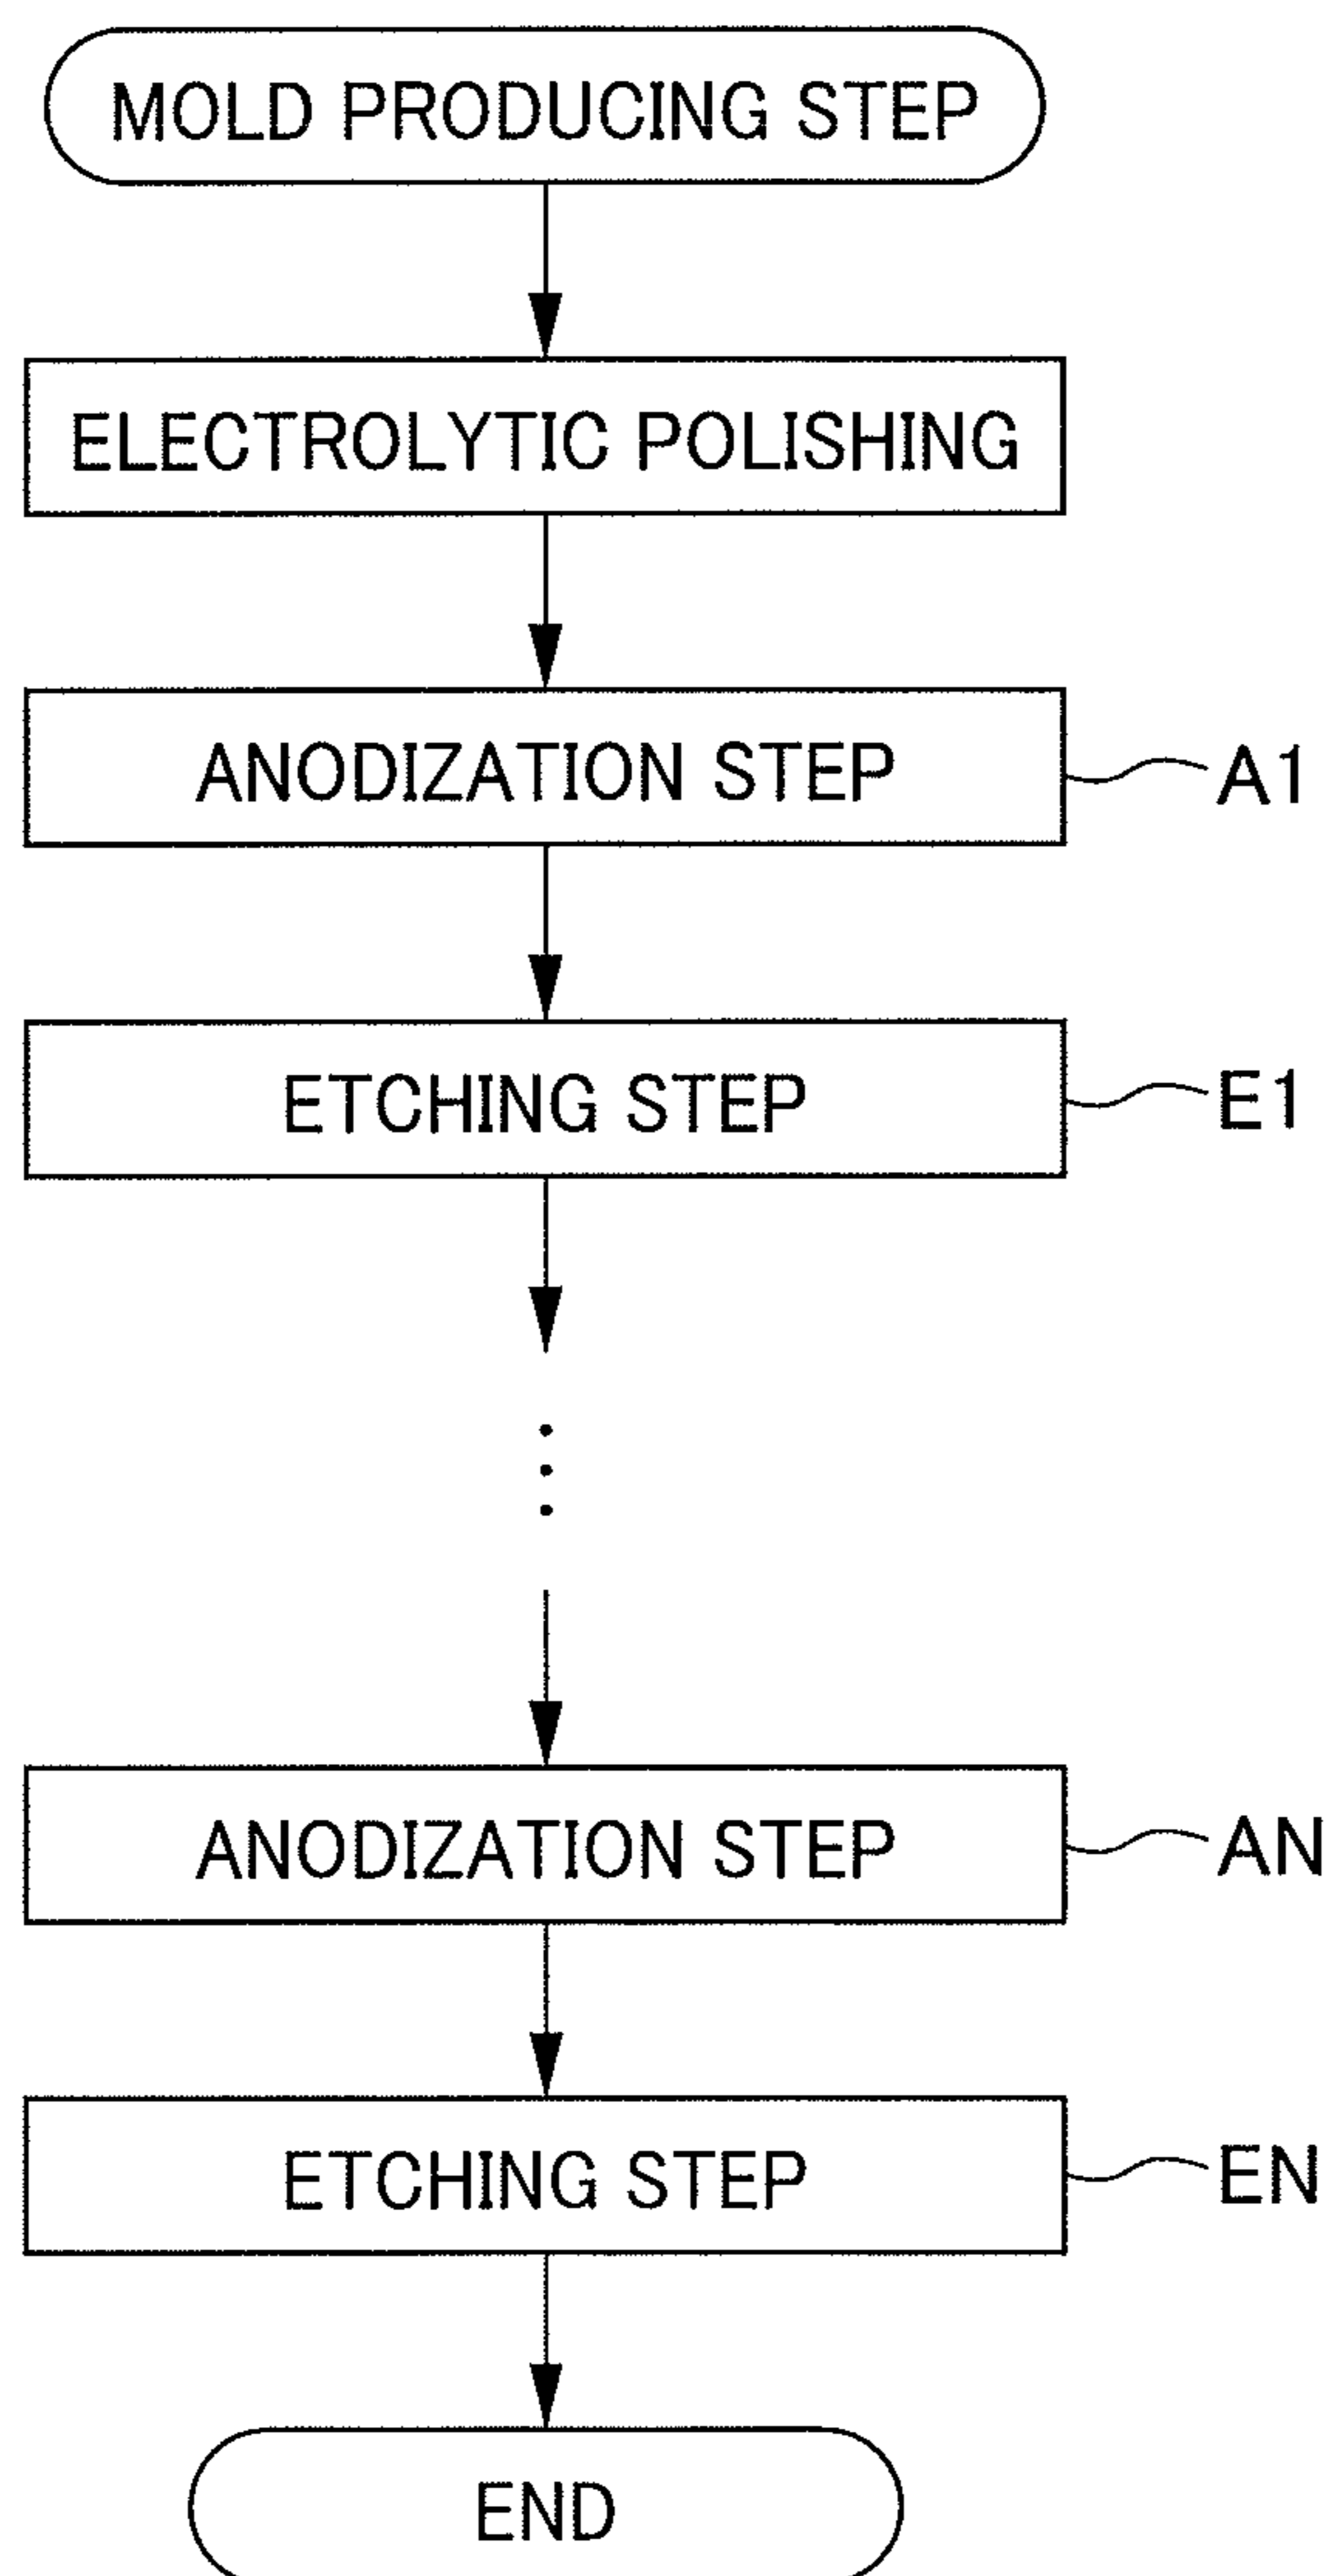 MOLD PRODUCING STEP
ELECTROLYTIC POLISHING
ANODIZATION STEP
A1
ETCHING STEP
E1
ANODIZATION STEP
AN
ETCHING STEP
EN
END